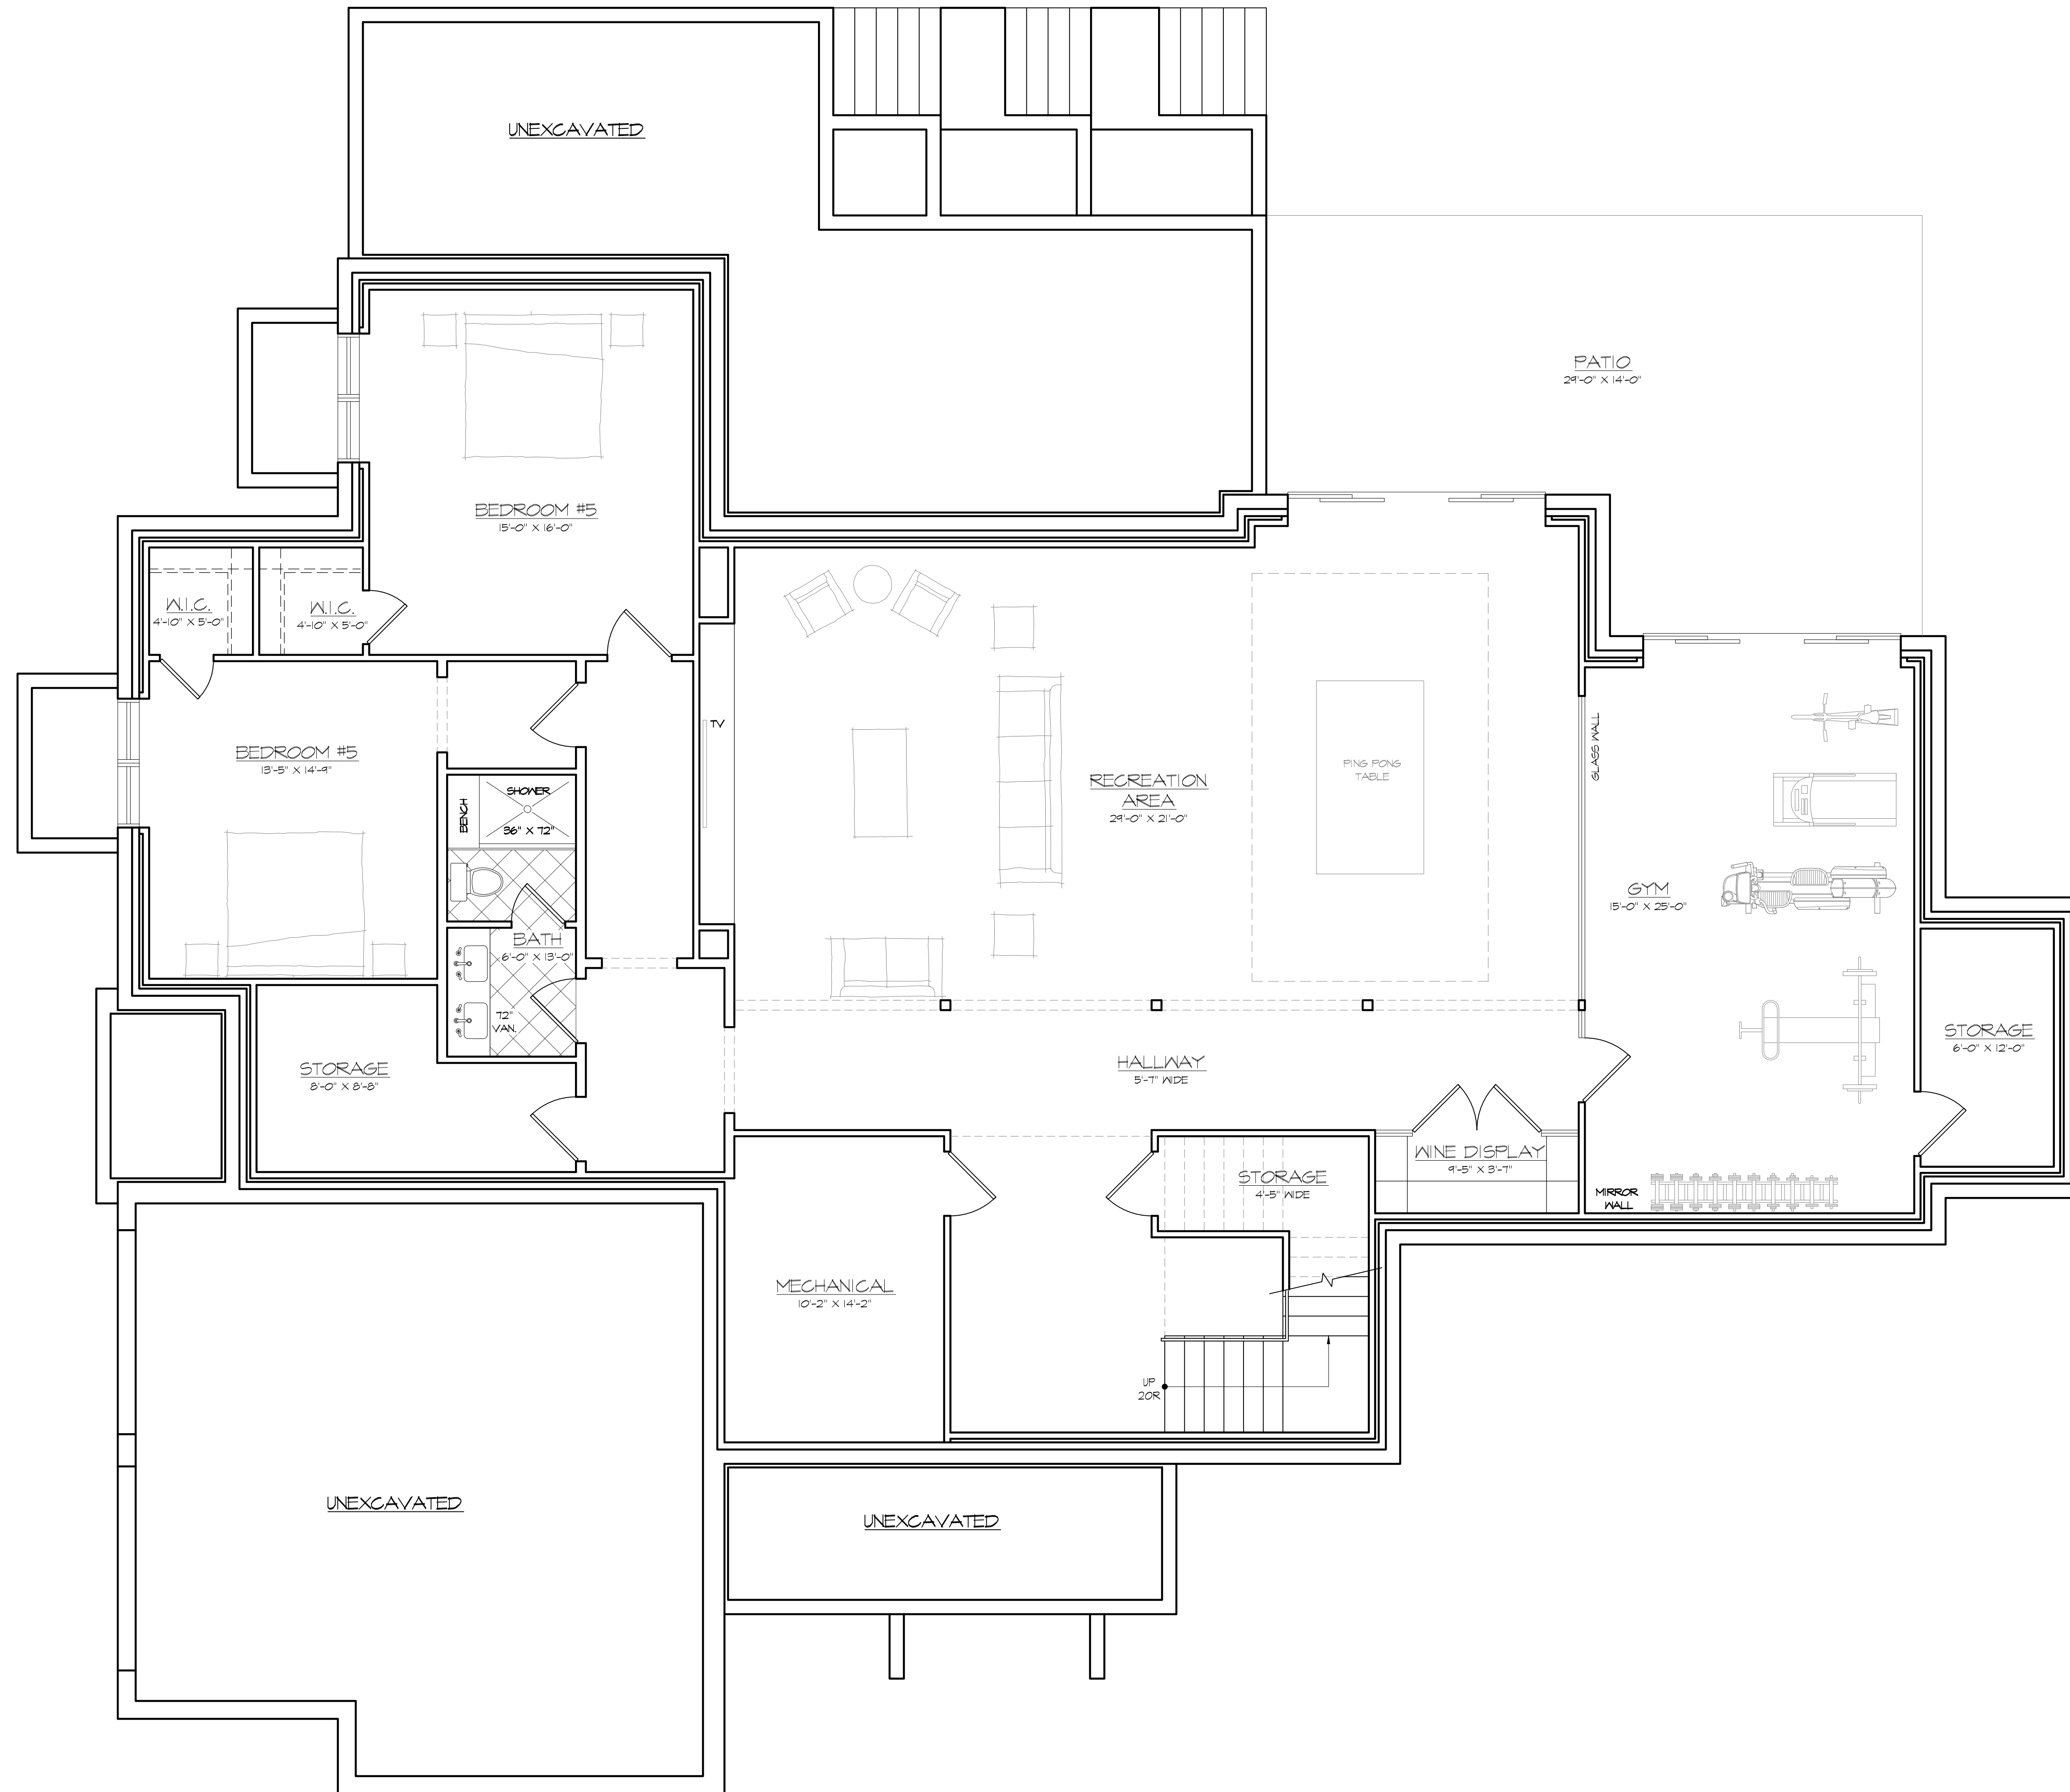 UNEXCAVATED
PATIO
29'-0" X 14'-0"
BEDROOM #5
15'-0" X 16'-0"
W.I.C.
4'-10" X 5'-0"
W.I.C.
4'-10" X 5'-0"
TV
GLASS WALL
BEDROOM #5
13'-5" X 14'-9"
BENCH
SHOWER
36" X 72"
RECREATION
AREA
29'-0" X 21'-0"
PING PONG
TABLE
GYM
15'-0" X 25'-0"
BATH
6'-0" X 13'-0"
72"
VAN.
STORAGE
8'-0" X 8'-8"
HALLWAY
5'-7" WIDE
STORAGE
6'-0" X 12'-0"
WINE DISPLAY
9'-5" X 3'-7"
STORAGE
4'-5" WIDE
MIRROR
WALL
MECHANICAL
10'-2" X 14'-2"
UP
20R
UNEXCAVATED
UNEXCAVATED